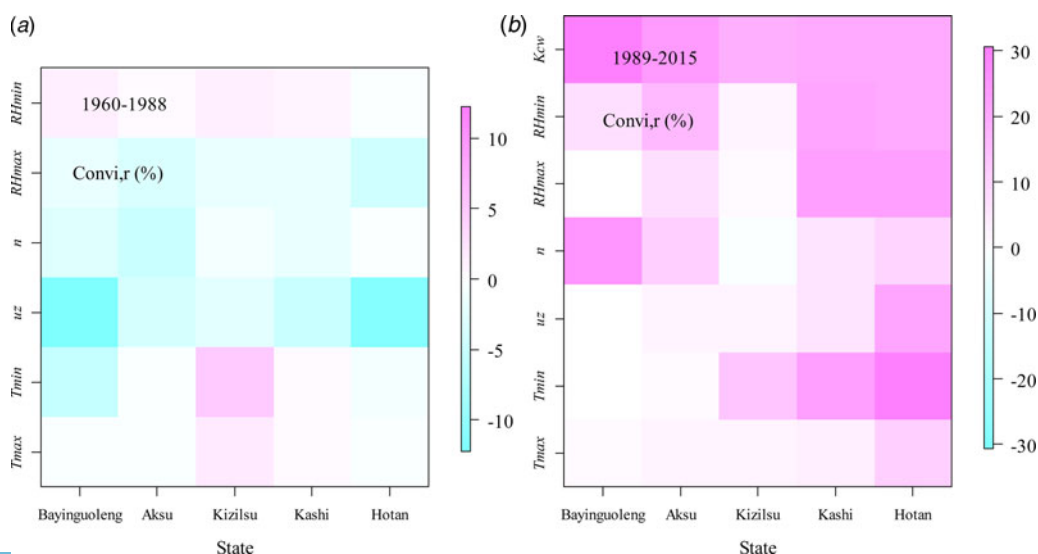 (a)
1960-1988
Convi,r (%)
RHmin
RHmax
n
uz
Tmin
Tmax
Bayinguoleng Aksu Kizilsu Kashi Hotan
State
10
5
0
-5
-10
(b)
1989-2015
Convi,r (%)
Kcw
RHmin
RHmax
n
uz
Tmin
Tmax
Bayinguoleng Aksu Kizilsu Kashi Hotan
State
30
20
10
0
-10
-20
-30